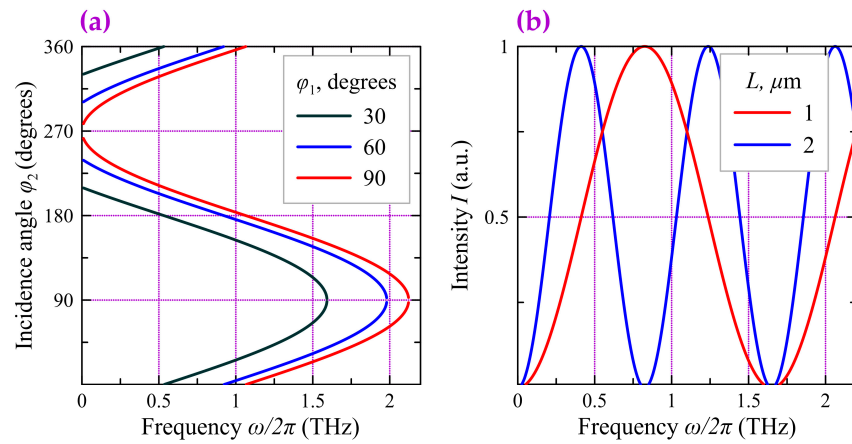 (a)
360
270
180
90
0
0.5
1
1.5
2
Incidence angle φ₂ (degrees)
Frequency ω/2π (THz)
φ₁, degrees
30
60
90
(b)
1
0.5
0
0.5
1
1.5
2
Intensity I (a.u.)
Frequency ω/2π (THz)
L, μm
1
2